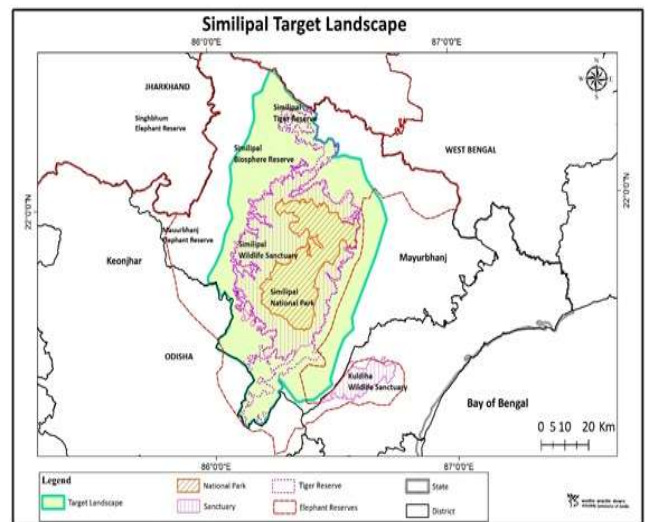 Similipal Target Landscape
86°0'0"E
87°0'0"E
JHARKHAND
Singhbhum
Elephant Reserve
Similipal
Tiger Reserve
N
W
E
S
WEST BENGAL
Similipal
Biosphere Reserve
22°0'0"N
22°0'0"N
Mayurbhanj
Elephant Reserve
Keonjhar
Similipal
Wildlife Sanctuary
Mayurbhanj
Similipal
National Park
ODISHA
Kuldiha
Wildlife Sanctuary
Bay of Bengal
0 5 10 20 Km
86°0'0"E
87°0'0"E
Legend
Target Landscape
National Park
Sanctuary
Tiger Reserve
Elephant Reserves
State
District